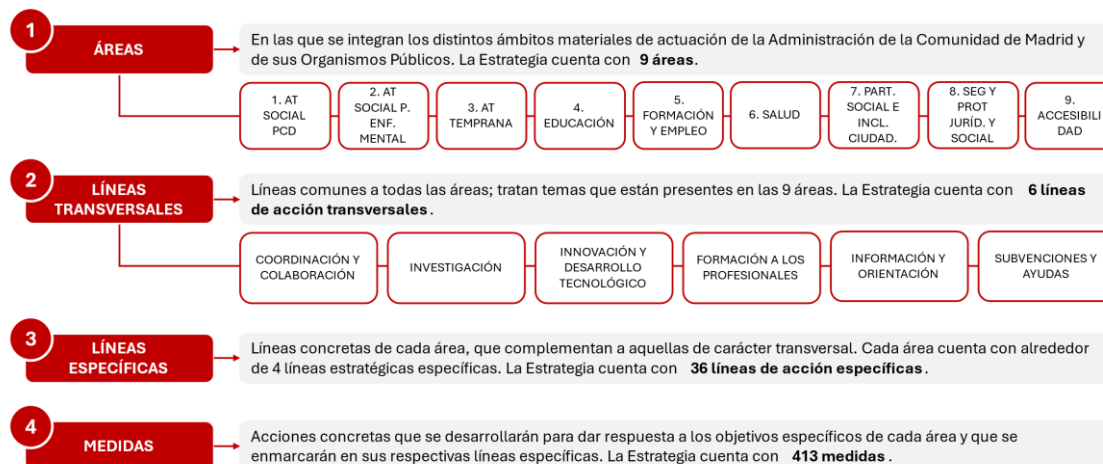 1
ÁREAS
En las que se integran los distintos ámbitos materiales de actuación de la Administración de la Comunidad de Madrid y
de sus Organismos Públicos. La Estrategia cuenta con 9 áreas.
1. AT
SOCIAL
PCD
2. AT
SOCIAL P.
ENF.
MENTAL
3. AT
TEMPRANA
4.
EDUCACIÓN
5.
FORMACIÓN
Y EMPLEO
6. SALUD
7. PART.
SOCIAL E
INCL.
CIUDAD.
8. SEG Y
PROT
JURÍD. Y
SOCIAL
9.
ACCESIBILI
DAD
2
LÍNEAS
TRANSVERSALES
Líneas comunes a todas las áreas; tratan temas que están presentes en las 9 áreas. La Estrategia cuenta con 6 líneas
de acción transversales.
COORDINACIÓN Y
COLABORACIÓN
INVESTIGACIÓN
INNOVACIÓN Y
DESARROLLO
TECNOLÓGICO
FORMACIÓN A LOS
PROFESIONALES
INFORMACIÓN Y
ORIENTACIÓN
SUBVENCIONES Y
AYUDAS
3
LÍNEAS
ESPECÍFICAS
Líneas concretas de cada área, que complementan a aquellas de carácter transversal. Cada área cuenta con alrededor
de 4 líneas estratégicas específicas. La Estrategia cuenta con 36 líneas de acción específicas.
4
MEDIDAS
Acciones concretas que se desarrollarán para dar respuesta a los objetivos específicos de cada área y que se
enmarcarán en sus respectivas líneas específicas. La Estrategia cuenta con 413 medidas.